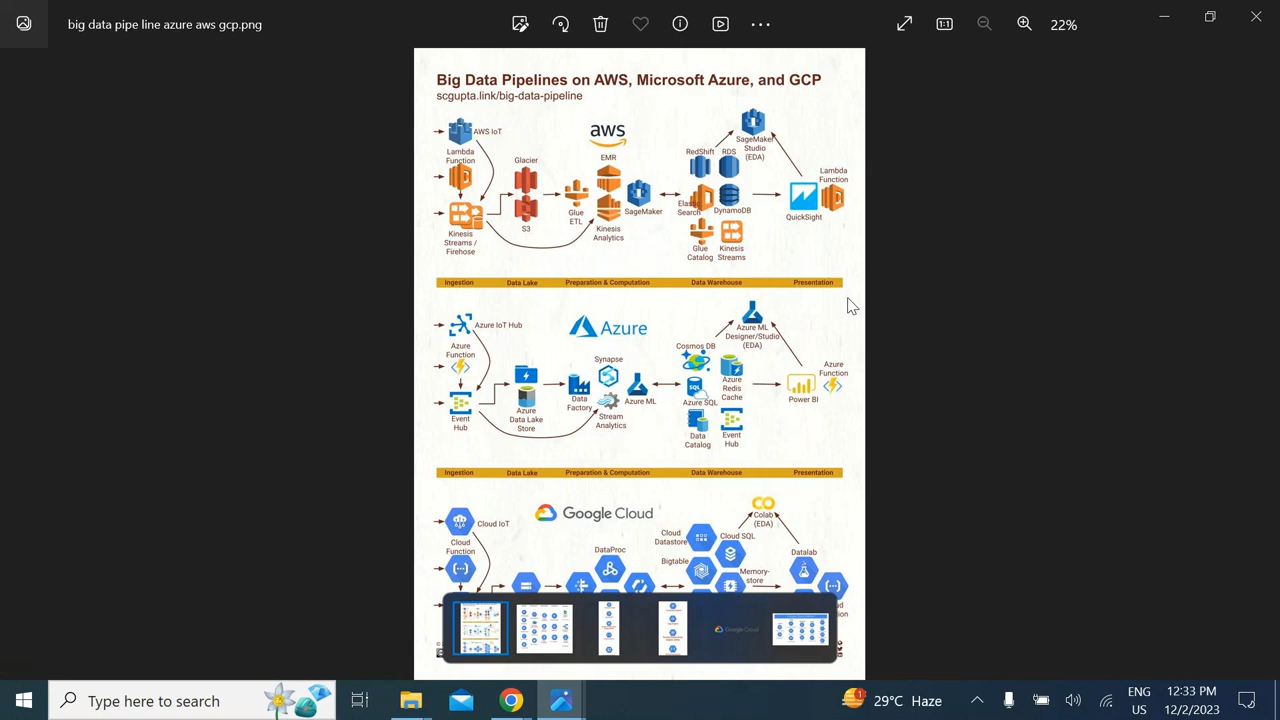 big data pipe line azure aws gcp.png
22%
Big Data Pipelines on AWS, Microsoft Azure, and GCP
scgupta.link/big-data-pipeline
AWS IoT
Lambda
Function
Kinesis
Streams /
Firehose
Glacier
S3
aws
EMR
Glue
ETL
SageMaker
Kinesis
Analytics
RedShift
RDS
SageMaker
Studio
(EDA)
Elastic
Search
DynamoDB
Glue
Catalog
Kinesis
Streams
QuickSight
Lambda
Function
Ingestion
Data Lake
Preparation & Computation
Data Warehouse
Presentation
Azure IoT Hub
Azure
Function
Event
Hub
Azure
Data Lake
Store
Azure
Synapse
Data
Factory
Azure ML
Stream
Analytics
Cosmos DB
Azure ML
Designer/Studio
(EDA)
Azure
Redis
Cache
SQL
Azure SQL
Data
Catalog
Event
Hub
Power BI
Azure
Function
Ingestion
Data Lake
Preparation & Computation
Data Warehouse
Presentation
Cloud IoT
Cloud
Function
Google Cloud
DataProc
Cloud
Datastore
Cloud SQL
Bigtable
Memory-
store
Colab
(EDA)
Datalab
Google Cloud
Type here to search
29°C Haze
ENG
US
12:33 PM
12/2/2023